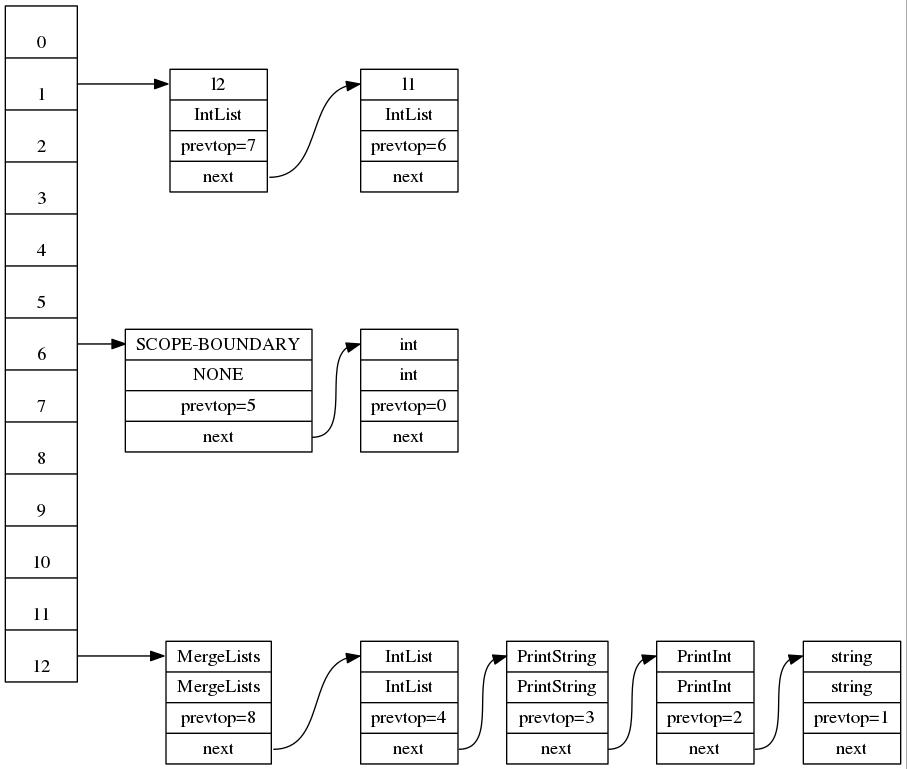 0
1
2
3
4
5
6
7
8
9
10
11
12
l2
IntList
prevtop=7
next
l1
IntList
prevtop=6
next
SCOPE-BOUNDARY
NONE
prevtop=5
next
int
int
prevtop=0
next
MergeLists
MergeLists
prevtop=8
next
IntList
IntList
prevtop=4
next
PrintString
PrintString
prevtop=3
next
PrintInt
PrintInt
prevtop=2
next
string
string
prevtop=1
next